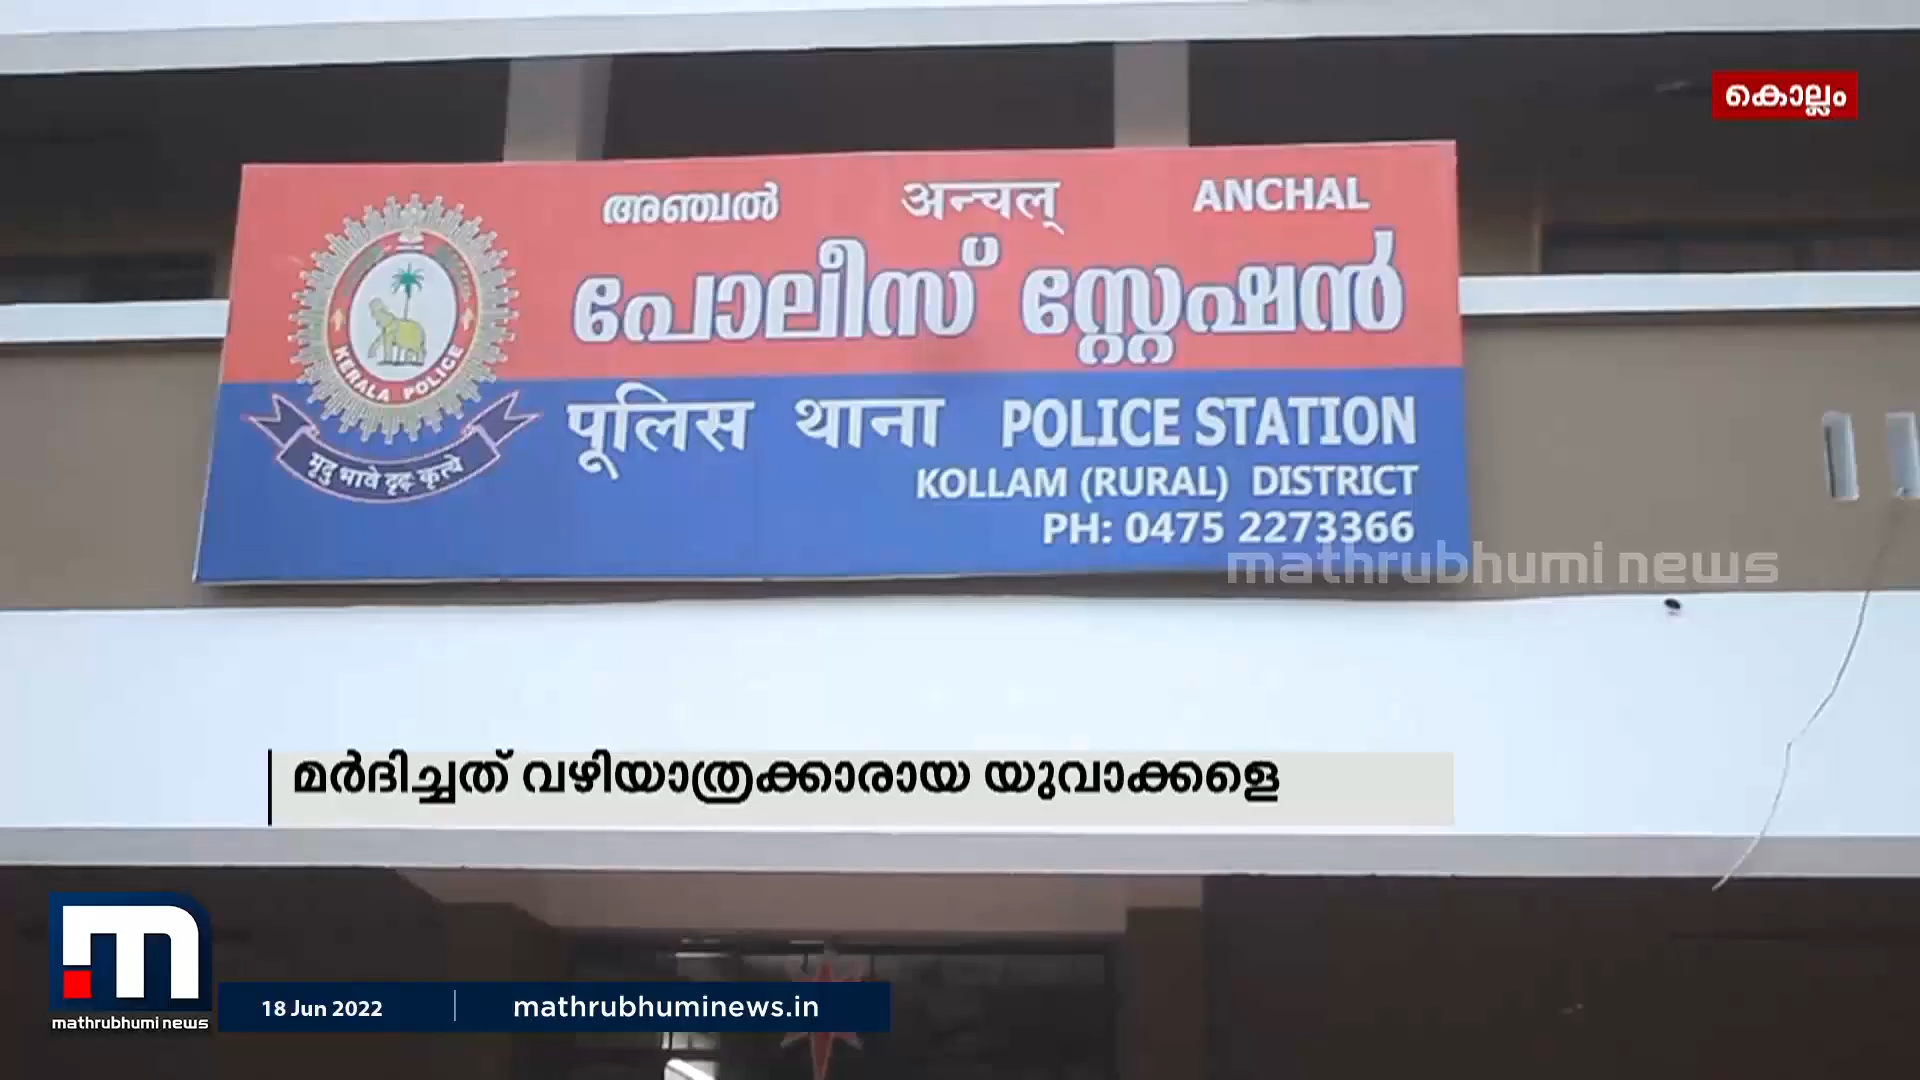 കൊല്ലം
അഞ്ചൽ अन्चल् ANCHAL
പോലീസ് സ്റ്റേഷൻ
पूलिस थाना POLICE STATION
KOLLAM (RURAL) DISTRICT
PH: 0475 2273366
KERALA POLICE
मृदु भावे दृढ कृत्ये
mathrubhumi news
മർദിച്ചത് വഴിയാത്രക്കാരായ യുവാക്കളെ
mathrubhumi news
18 Jun 2022
mathrubhuminews.in